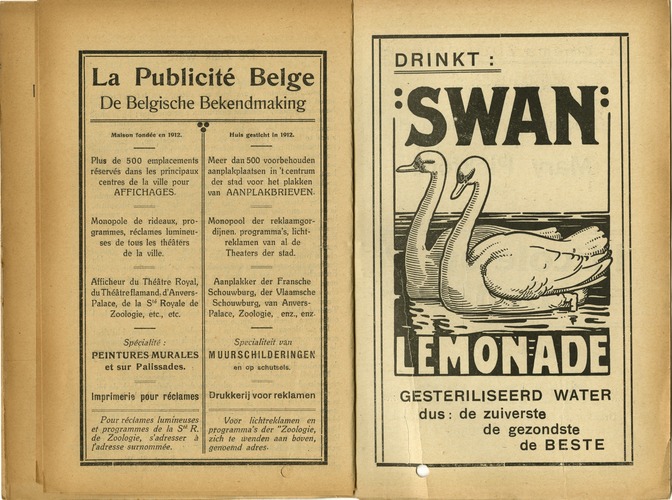 La Publicité Belge
De Belgische Bekendmaking
Maison fondée en 1912.
Plus de 500 emplacements
réservés dans les principaux
centres de la ville pour
AFFICHAGES.
Monopole de rideaux, pro-
grammes, réclames lumineu-
ses de tous les théâters
de la ville.
Afficheur du Théâtre Royal,
du Théâtre flamand, d'Anvers-
Palace, de la Sté Royale de
Zoologie, etc., etc.
Spécialité :
PEINTURES MURALES
et sur Palissades.
Imprimerie pour réclames
Pour réclames lumineuses
et programmes de la Sté R.
de Zoologie, s'adresser à
l'adresse surnommée.
Huis gesticht in 1912.
Meer dan 500 voorbehouden
aanplakplaatsen in 't centrum
der stad voor het plakken
van AANPLAKBRIEVEN.
Monopool der reklaamgor-
dijnen. programma's, licht-
reklamen van al de
Theaters der stad.
Aanplakker der Fransche
Schouwburg, der Vlaamsche
Schouwburg, van Anvers-
Palace, Zoologie, enz., enz.
Specialiteit van
MUURSCHILDERINGEN
en op schutsels.
Drukkerij voor reklamen
Voor lichtreklamen en
programma's der "Zoologie,
zich te wenden aan boven,
genoemd adres.
DRINKT :
SWAN
LEMONADE
GESTERILISEERD WATER
dus : de zuiverste
de gezondste
de BESTE